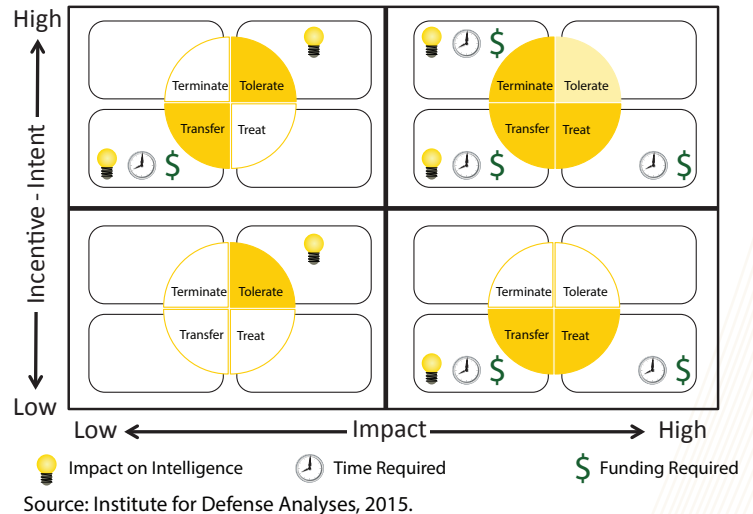 High
Incentive - Intent
Low
Terminate Tolerate
Transfer Treat
$
Terminate Tolerate
Transfer Treat
$
$ $
Terminate Tolerate
Transfer Treat
Terminate Tolerate
Transfer Treat
$ $
Low Impact High
Impact on Intelligence Time Required $ Funding Required
Source: Institute for Defense Analyses, 2015.